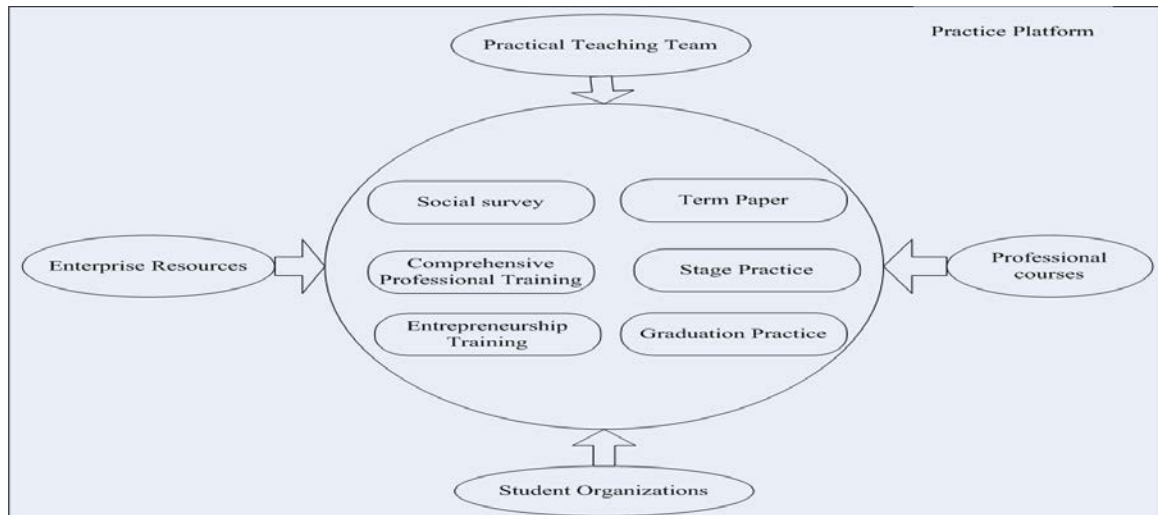 Practical Teaching Team
Practice Platform
Social survey
Term Paper
Enterprise Resources
Comprehensive
Professional Training
Stage Practice
Professional
courses
Entrepreneurship
Training
Graduation Practice
Student Organizations